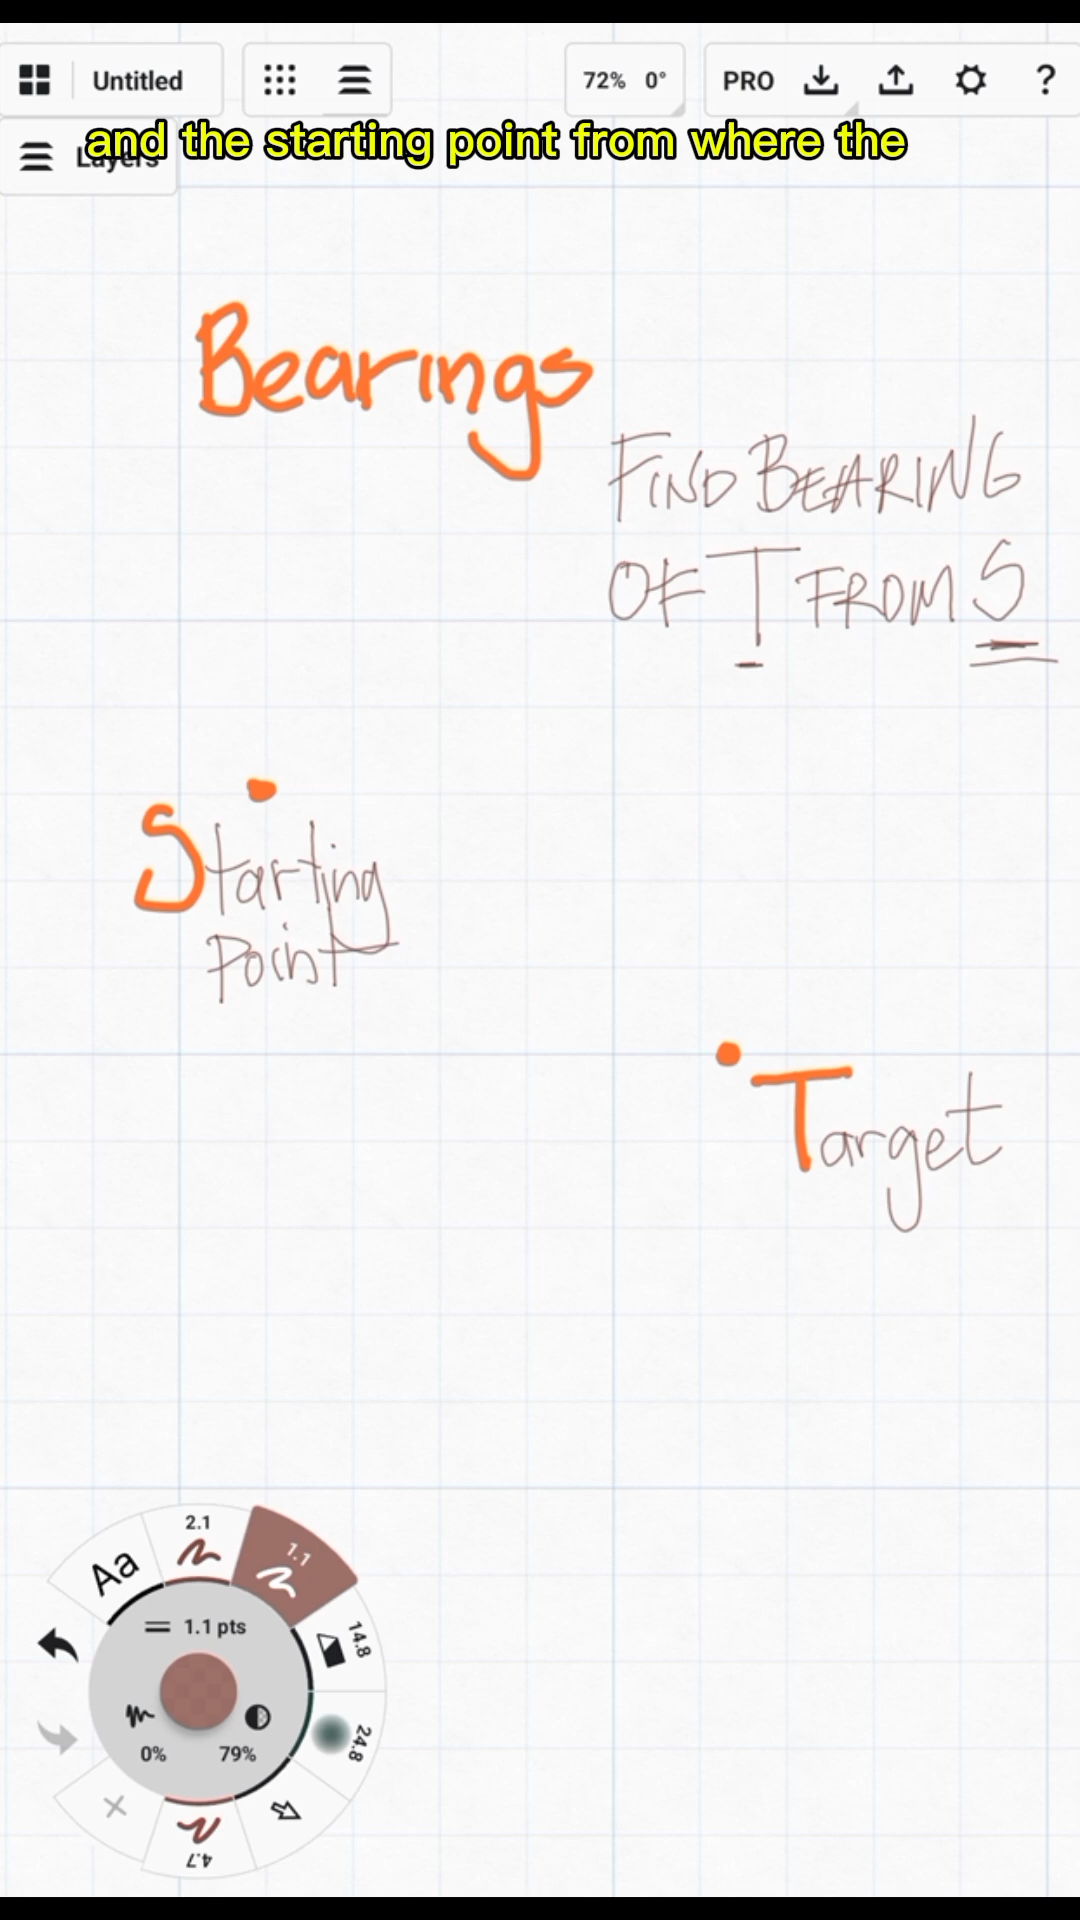 Untitled
72% 0°
PRO
?
and the starting point from where the
Layers
Bearings
FIND BEARING
OF T FROM S
Starting
Point
Target
2.1
1.1
Aa
1.1 pts
14.8
0%
79%
24.8
4.7